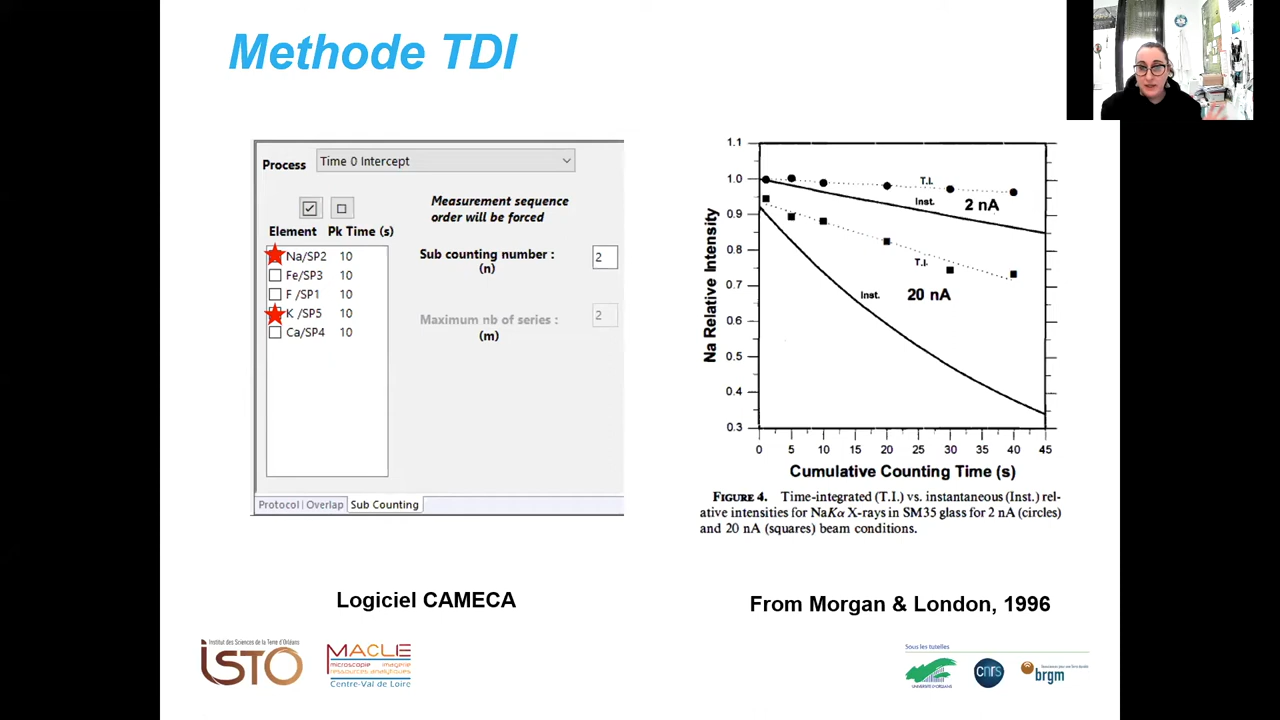 Methode TDI
Process Time 0 Intercept
Measurement sequence
order will be forced
Element Pk Time (s)
Na/SP2 10
Fe/SP3 10
F /SP1 10
K /SP5 10
Ca/SP4 10
Sub counting number :
(n)
2
Maximum nb of series :
(m)
2
Protocol Overlap Sub Counting
Logiciel CAMECA
Na Relative Intensity
1.1
1.0
0.9
0.8
0.7
0.6
0.5
0.4
0.3
T.I.
Inst.
2 nA
T.I.
Inst.
20 nA
0 5 10 20 25 30 35 40 45
Cumulative Counting Time (s)
FIGURE 4. Time-integrated (T.I.) vs. instantaneous (Inst.) rel-
ative intensities for NaKα X-rays in SM35 glass for 2 nA (circles)
and 20 nA (squares) beam conditions.
From Morgan & London, 1996
Institut des Sciences de la Terre d'Orléans
isto
MACLE
microscopie imagerie
ressources analytiques
Centre-Val de Loire
Sous les tutelles
UNIVERSITÉ D'ORLÉANS
cnrs
brgm